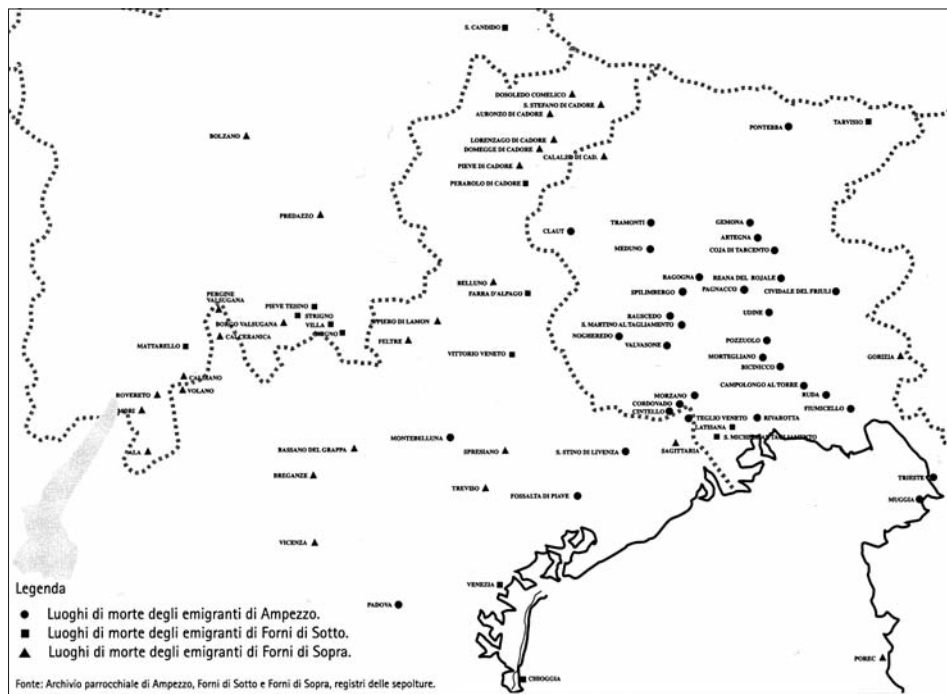 S. CANDIDO
DOSOLEDO COMELICO
S. STEFANO DI CADORE
AURONZO DI CADORE
PONTEBBA
TARVISIO
BOLZANO
LORENZAGO DI CADORE
DOMEGGE DI CADORE
CALALZO DI CAD.
PIEVE DI CADORE
PERAROLO DI CADORE
PREDAZZO
TRAMONTI
GEMONA
CLAUT
ARTEGNA
MEDUNO
COJA DI TARCENTO
BELLUNO
RAGOGNA
REANA DEL ROJALE
FARRA D'ALPAGO
SPILIMBERGO
PAGNACCO
CIVIDALE DEL FRIULI
PERGINE
VALSUGANA
PIEVE TESINO
STRIGNO
BORGO VALSUGANA
VILLA
RAUSCEDO
UDINE
S. MARTINO AL TAGLIAMENTO
CALCERANICA
FELTRE
NOGHEREDO
VALVASONE
POZZUOLO
MATTARELLO
VITTORIO VENETO
MORTEGLIANO
GORIZIA
BICINICCO
CALLIANO
CAMPOLONGO AL TORRE
VOLANO
ROVERETO
MORZANO
RUDA
CORDOVADO
MORI
CINTELLO
FIUMICELLO
TEGLIO VENETO
RIVAROTTA
LATISANA
MONTEBELLUNA
S. MICHELE AL TAGLIAMENTO
ALA
BASSANO DEL GRAPPA
SPRESIANO
S. STINO DI LIVENZA
SAGITTARIA
BREGANZE
TRIESTE
TREVISO
FOSSALTA DI PIAVE
MUGGIA
VICENZA
VENEZIA
PADOVA
POREC
CHIOGGIA
Legenda
● Luoghi di morte degli emigranti di Ampezzo.
■ Luoghi di morte degli emigranti di Forni di Sotto.
▲ Luoghi di morte degli emigranti di Forni di Sopra.
Fonte: Archivio parrocchiale di Ampezzo, Forni di Sotto e Forni di Sopra, registri delle sepolture.